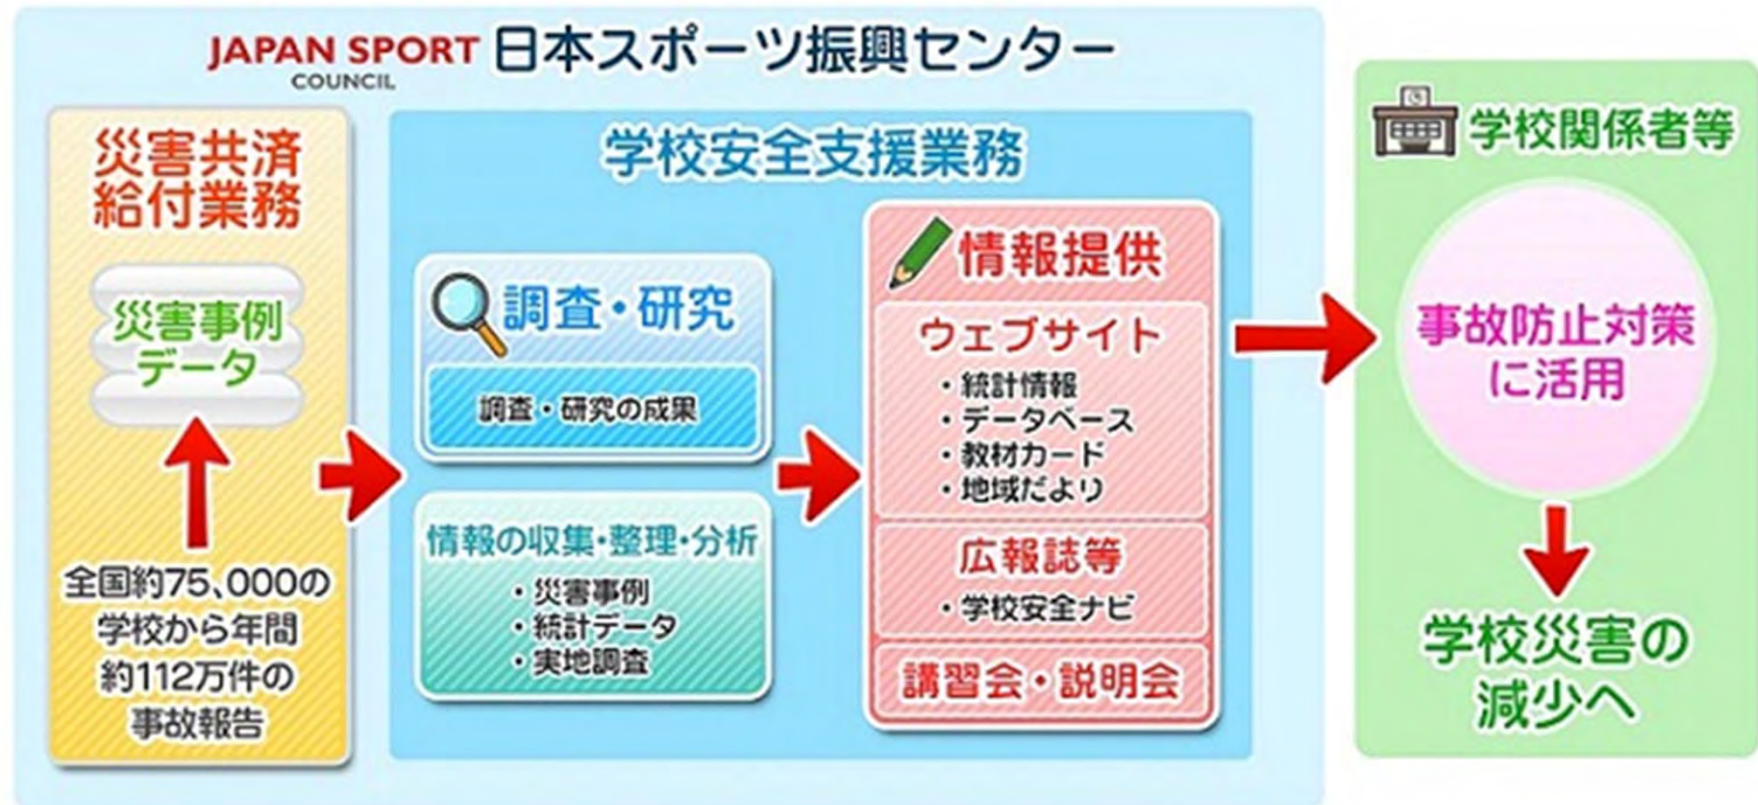 JAPAN SPORT
COUNCIL
日本スポーツ振興センター
災害共済
給付業務
災害事例
データ
全国約75、000の
学校から年間
約112万件の
事故報告
学校安全支援業務
調査・研究
調査・研究の成果
情報の収集・整理・分析
・災害事例
・統計データ
・実地調査
情報提供
ウェブサイト
・統計情報
・データベース
・教材カード
・地域だより
広報誌等
・学校安全ナビ
講習会・説明会
学校関係者等
事故防止対策
に活用
学校災害の
減少へ